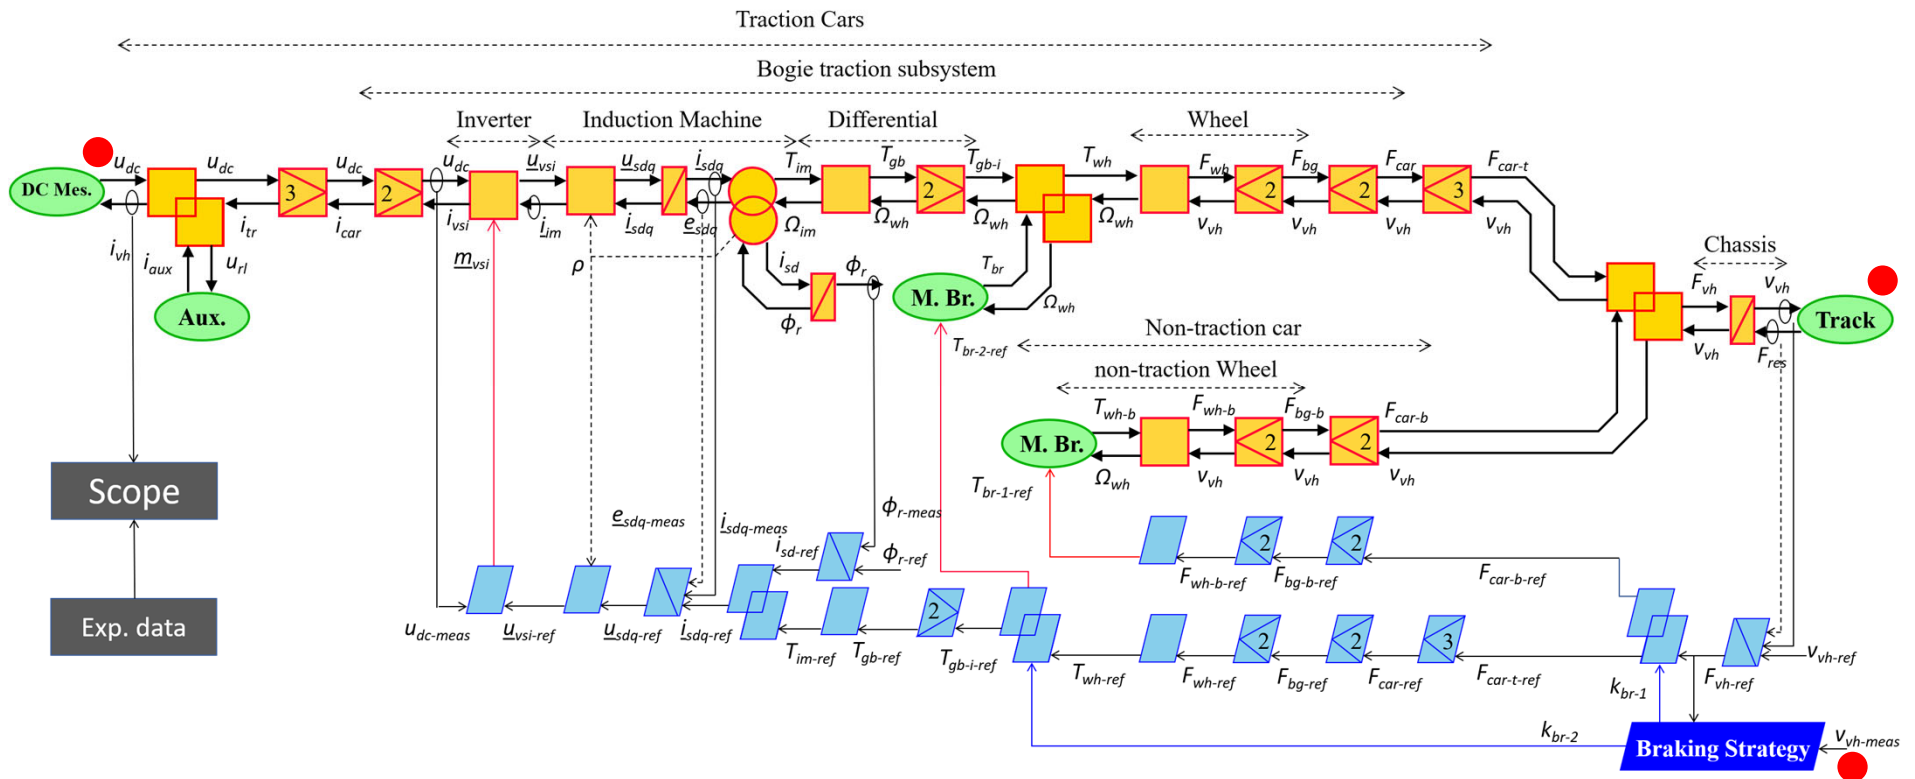 Traction Cars
Bogie traction subsystem
Inverter
Induction Machine
Differential
Wheel
u_dc
u_dc
u_dc
u_dc
u_vsi
u_sdq
i_sdq
T_im
T_gb
T_gb-i
T_wh
F_wh
F_bg
F_car
F_car-t
DC Mes.
3
2
2
2
2
3
i_vh
i_tr
i_car
i_vsi
i_im
i_sdq
e_sdq
Ω_im
Ω_wh
Ω_wh
Ω_wh
v_vh
v_vh
v_vh
v_vh
i_aux
u_rl
m_vsi
ρ
i_sd
ϕ_r
ϕ_r
T_br
Ω_wh
Aux.
M. Br.
Chassis
F_vh
v_vh
v_vh
F_res
Track
Non-traction car
T_br-2-ref
non-traction Wheel
T_wh-b
F_wh-b
F_bg-b
F_car-b
M. Br.
2
2
Ω_wh
v_vh
v_vh
v_vh
T_br-1-ref
Scope
Exp. data
e_sdq-meas
i_sdq-meas
ϕ_r-meas
i_sd-ref
ϕ_r-ref
2
2
F_wh-b-ref
F_bg-b-ref
F_car-b-ref
u_dc-meas
u_vsi-ref
u_sdq-ref
i_sdq-ref
T_im-ref
T_gb-ref
2
T_gb-i-ref
T_wh-ref
F_wh-ref
2
F_bg-ref
2
F_car-ref
3
F_car-t-ref
F_vh-ref
v_vh-ref
k_br-1
k_br-2
Braking Strategy
v_vh-meas